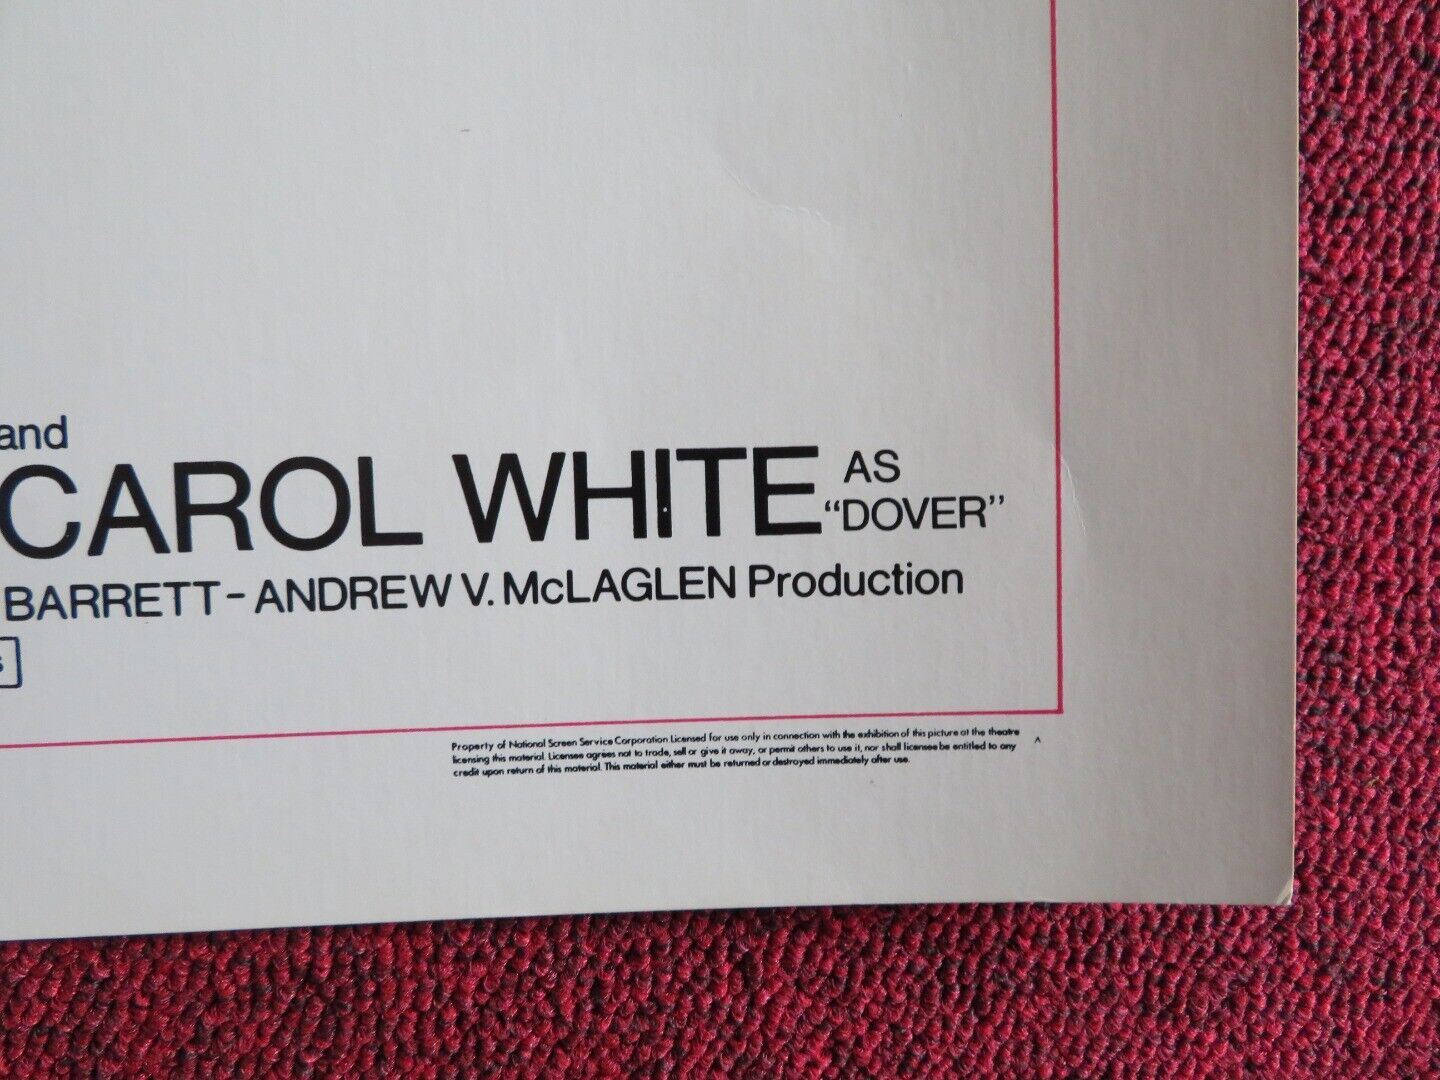 and
CAROL WHITE AS "DOVER"
BARRETT - ANDREW V. McLAGLEN Production
s
Property of National Screen Service Corporation. Licensed for use only in connection with the exhibition of this picture at the theatre
licensing this material. Licensee agrees not to trade, sell or give it away, or permit others to use it, nor shall licensee be entitled to any
credit upon return of this material. This material either must be returned or destroyed immediately after use.
A